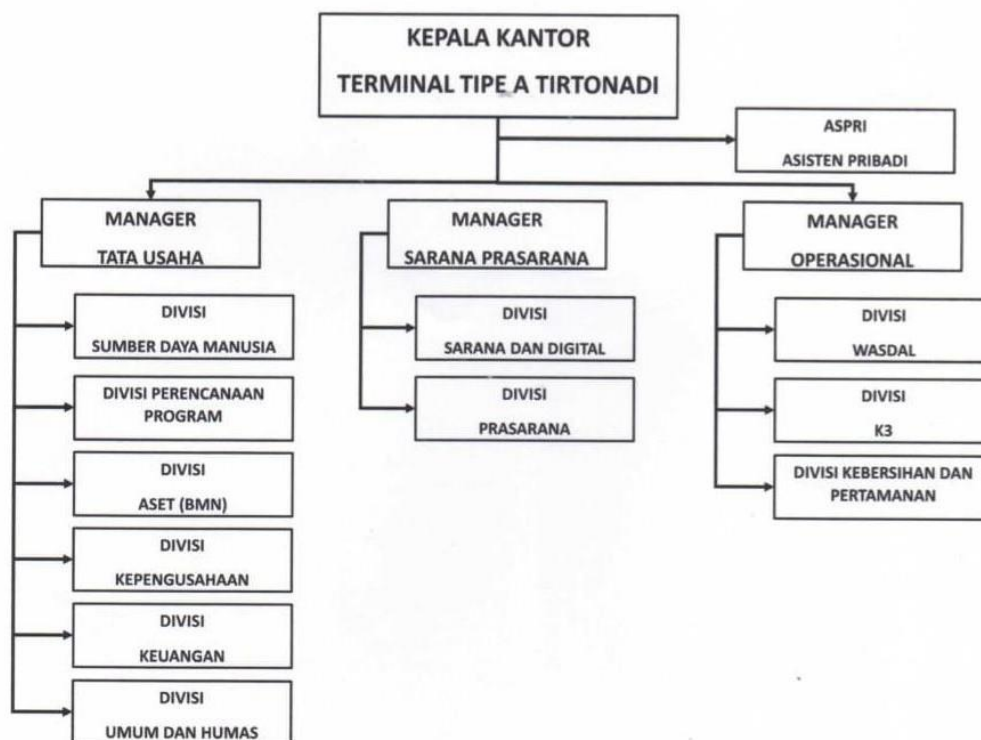 KEPALA KANTOR
TERMINAL TIPE A TIRTONADI
ASPRI
ASISTEN PRIBADI
MANAGER
TATA USAHA
MANAGER
SARANA PRASARANA
MANAGER
OPERASIONAL
DIVISI
SUMBER DAYA MANUSIA
DIVISI PERENCANAAN
PROGRAM
DIVISI
ASET (BMN)
DIVISI
KEPENGUSAHAAN
DIVISI
KEUANGAN
DIVISI
UMUM DAN HUMAS
DIVISI
SARANA DAN DIGITAL
DIVISI
PRASARANA
DIVISI
WASDAL
DIVISI
K3
DIVISI KEBERSIHAN DAN
PERTAMANAN